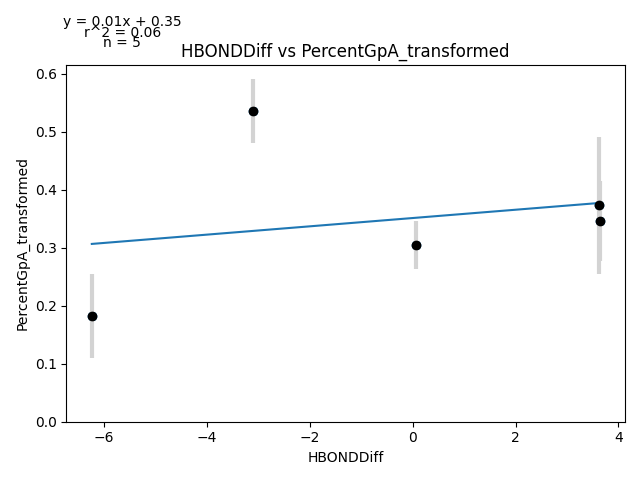 y = 0.01x + 0.35
r^2 = 0.06
n = 5
HBONDDiff vs PercentGpA_transformed
PercentGpA_transformed
0.6
0.5
0.4
0.3
0.2
0.1
0.0
−6
−4
−2
0
2
4
HBONDDiff